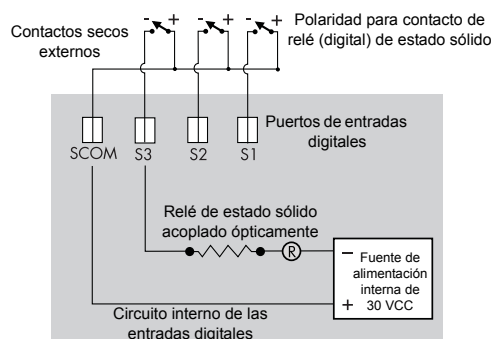 Contactos secos
externos
- +
- +
- +
Polaridad para contacto de
relé (digital) de estado sólido
Puertos de entradas
digitales
SCOM
S3
S2
S1
Relé de estado sólido
acoplado ópticamente
R
- Fuente de
alimentación
interna de
+ 30 VCC
Circuito interno de las
entradas digitales